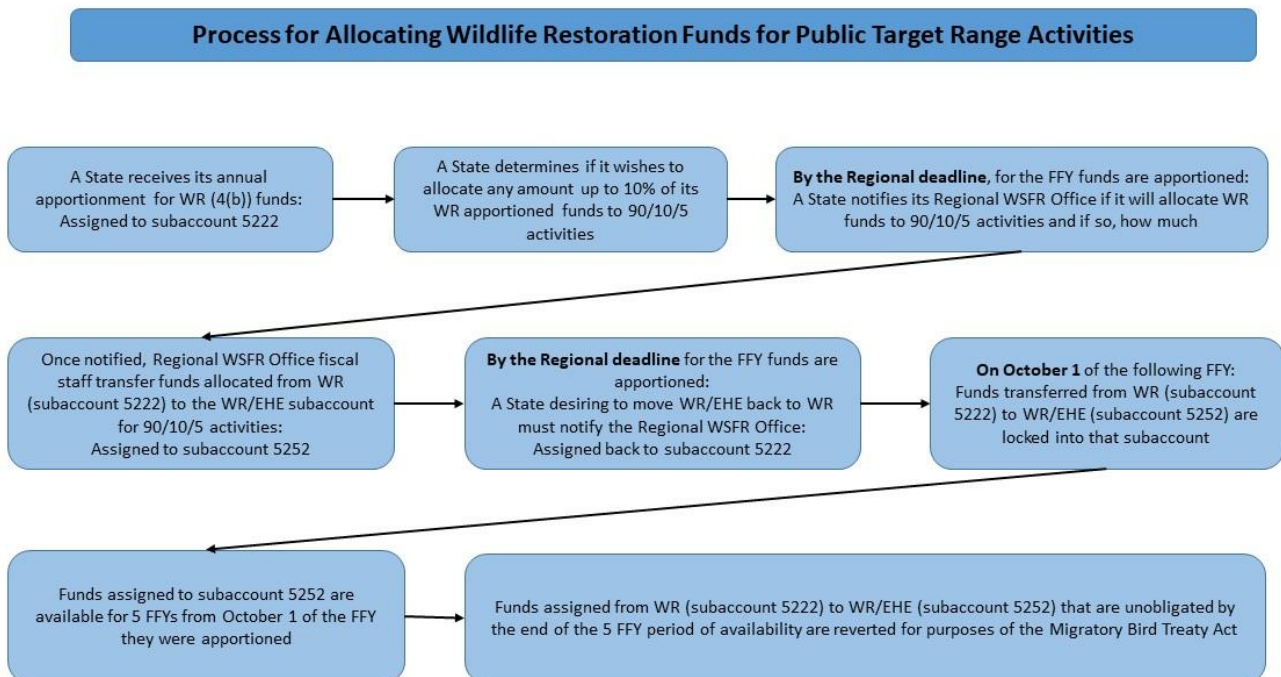 Process for Allocating Wildlife Restoration Funds for Public Target Range Activities
A State receives its annual
apportionment for WR (4(b)) funds:
Assigned to subaccount 5222
A State determines if it wishes to
allocate any amount up to 10% of its
WR apportioned funds to 90/10/5
activities
By the Regional deadline, for the FFY funds are apportioned:
A State notifies its Regional WSFR Office if it will allocate WR
funds to 90/10/5 activities and if so, how much
Once notified, Regional WSFR Office fiscal
staff transfer funds allocated from WR
(subaccount 5222) to the WR/EHE subaccount
for 90/10/5 activities:
Assigned to subaccount 5252
By the Regional deadline for the FFY funds are
apportioned:
A State desiring to move WR/EHE back to WR
must notify the Regional WSFR Office:
Assigned back to subaccount 5222
On October 1 of the following FFY:
Funds transferred from WR (subaccount
5222) to WR/EHE (subaccount 5252) are
locked into that subaccount
Funds assigned to subaccount 5252 are
available for 5 FFYs from October 1 of the FFY
they were apportioned
Funds assigned from WR (subaccount 5222) to WR/EHE (subaccount 5252) that are unobligated by
the end of the 5 FFY period of availability are reverted for purposes of the Migratory Bird Treaty Act